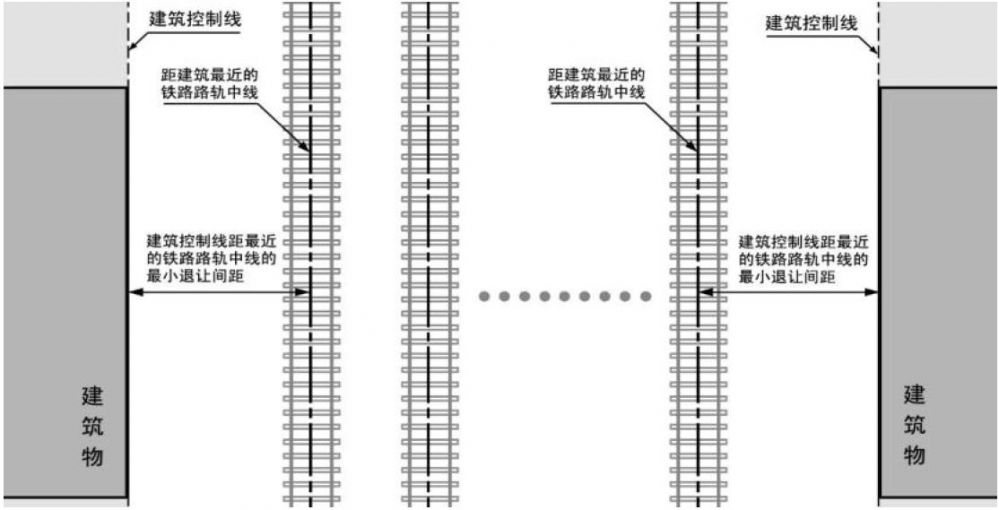 建筑控制线
建筑控制线
距建筑最近的
铁路路轨中线
距建筑最近的
铁路路轨中线
建筑控制线距最近
的铁路路轨中线的
最小退让间距
建筑控制线距最近
的铁路路轨中线的
最小退让间距
建
筑
物
建
筑
物